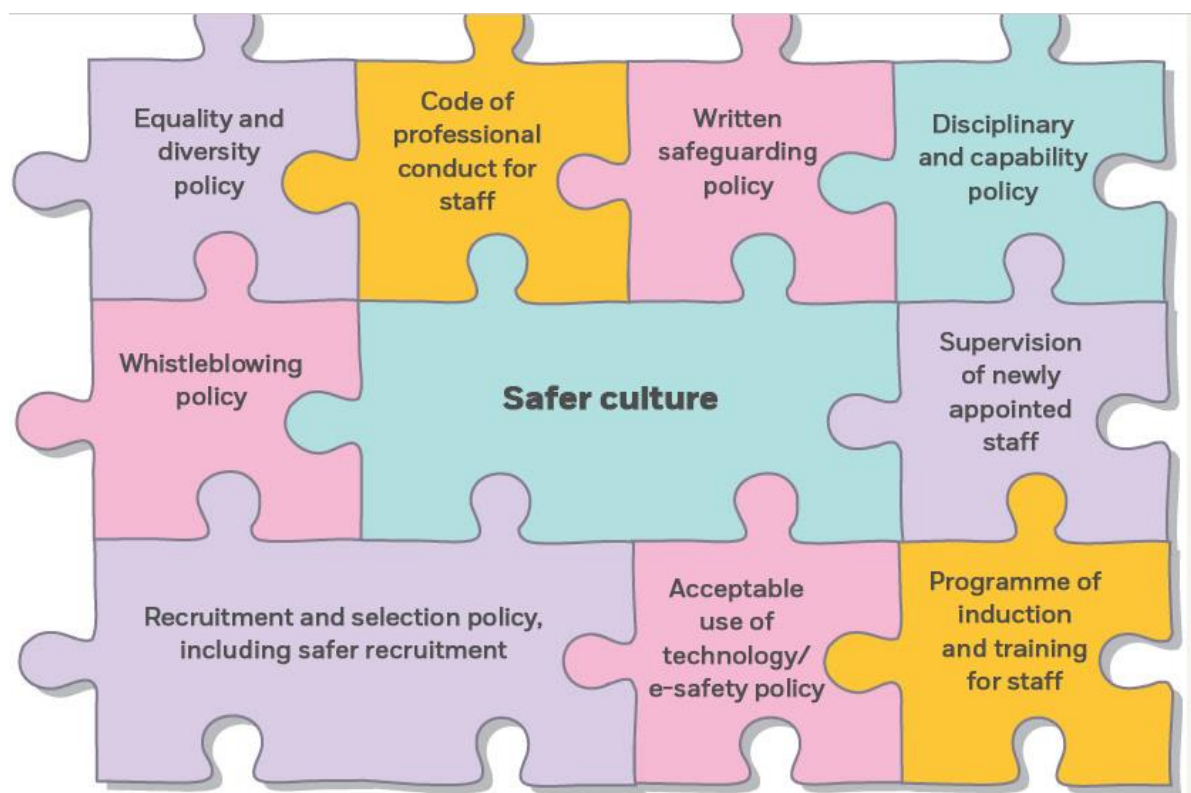 Equality and
diversity
policy
Code of
professional
conduct for
staff
Written
safeguarding
policy
Disciplinary
and capability
policy
Whistleblowing
policy
Safer culture
Supervision
of newly
appointed
staff
Recruitment and selection policy,
including safer recruitment
Acceptable
use of
technology/
e-safety policy
Programme of
induction
and training
for staff